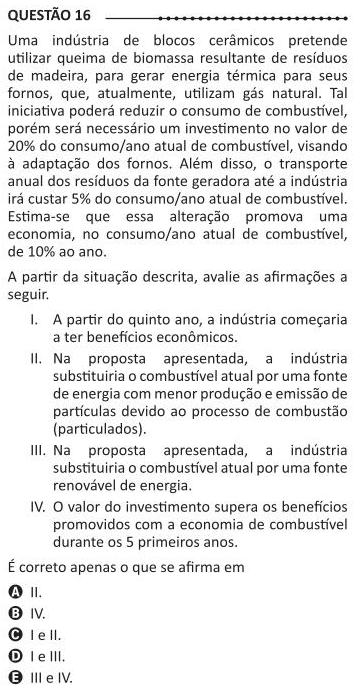 QUESTÃO 16
Uma indústria de blocos cerâmicos pretende
utilizar queima de biomassa resultante de resíduos
de madeira, para gerar energia térmica para seus
fornos, que, atualmente, utilizam gás natural. Tal
iniciativa poderá reduzir o consumo de combustível,
porém será necessário um investimento no valor de
20% do consumo/ano atual de combustível, visando
à adaptação dos fornos. Além disso, o transporte
anual dos resíduos da fonte geradora até a indústria
irá custar 5% do consumo/ano atual de combustível.
Estima-se que essa alteração promova uma
economia, no consumo/ano atual de combustível,
de 10% ao ano.
A partir da situação descrita, avalie as afirmações a
seguir.
I. A partir do quinto ano, a indústria começaria
a ter benefícios econômicos.
II. Na proposta apresentada, a indústria
substituiria o combustível atual por uma fonte
de energia com menor produção e emissão de
partículas devido ao processo de combustão
(particulados).
III. Na proposta apresentada, a indústria
substituiria o combustível atual por uma fonte
renovável de energia.
IV. O valor do investimento supera os benefícios
promovidos com a economia de combustível
durante os 5 primeiros anos.
É correto apenas o que se afirma em
A II.
B IV.
C I e II.
D I e III.
E III e IV.